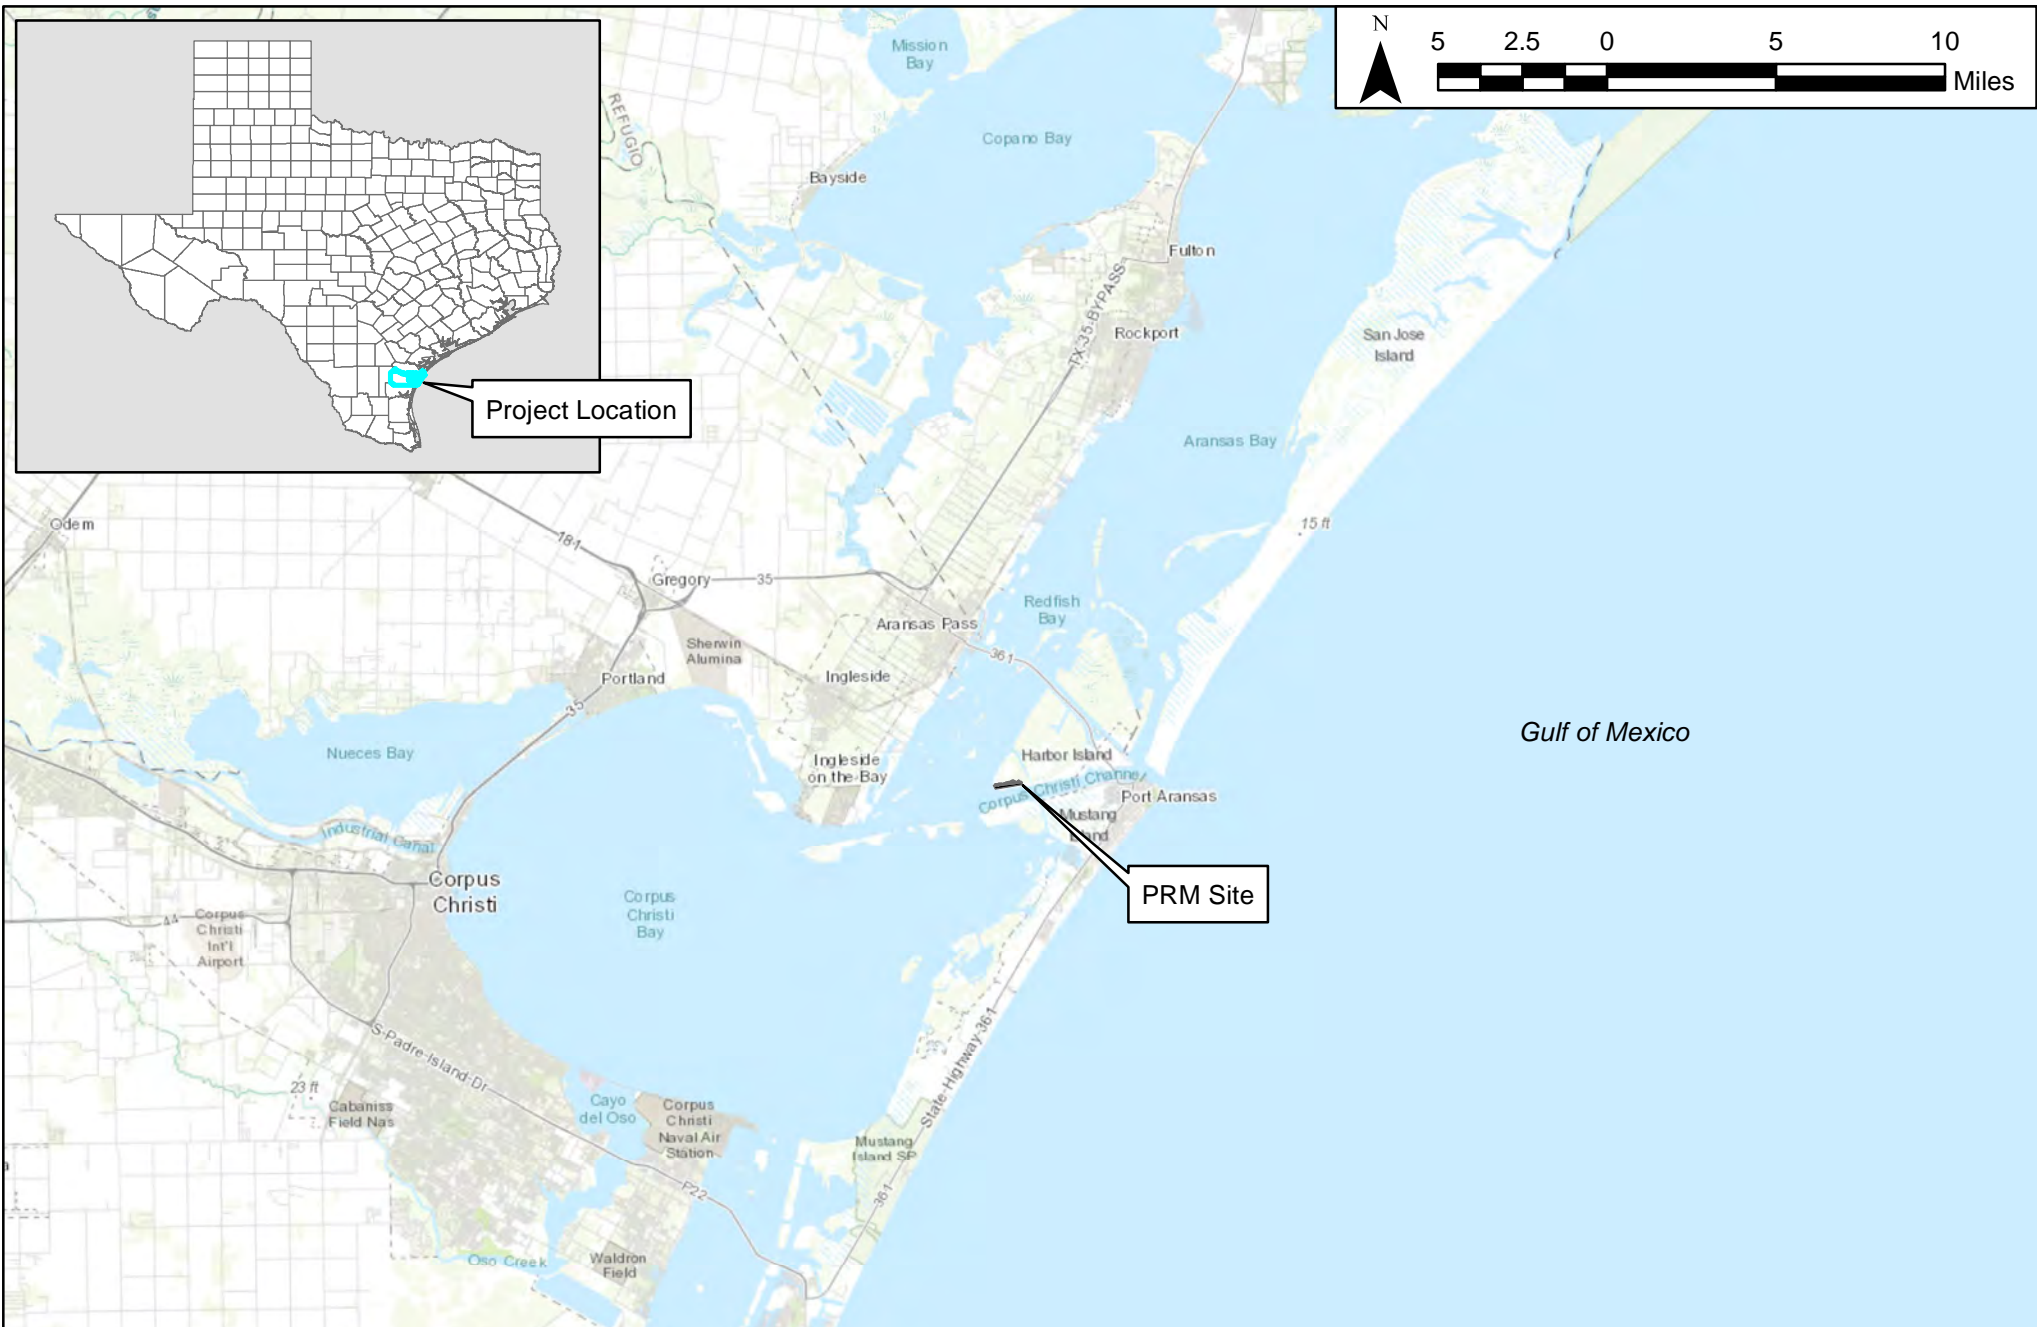 N
5 2.5 0 5 10
Miles
Mission
Bay
REFUGIO
Copano Bay
Bayside
Fulton
TX-35-BYPASS
Rockport
San Jose
Island
Project Location
Aransas Bay
15 ft
Odem
181
Gregory
35
Redfish
Bay
Aransas Pass
361
Sherwin
Alumina
Portland
Ingleside
35
Nueces Bay
Ingleside
on the Bay
Harbor Island
Corpus Christi Channel
Port Aransas
Mustang
Island
Gulf of Mexico
Industrial Canal
Corpus
Christi
PRM Site
Corpus
Christi
Bay
44
Corpus
Christi
Int'l
Airport
S Padre Island Dr
State Highway 361
23 ft
Cabaniss
Field Nas
Cayo
del Oso
Corpus
Christi
Naval Air
Station
Mustang
Island SP
P22
361
Oso Creek
Waldron
Field